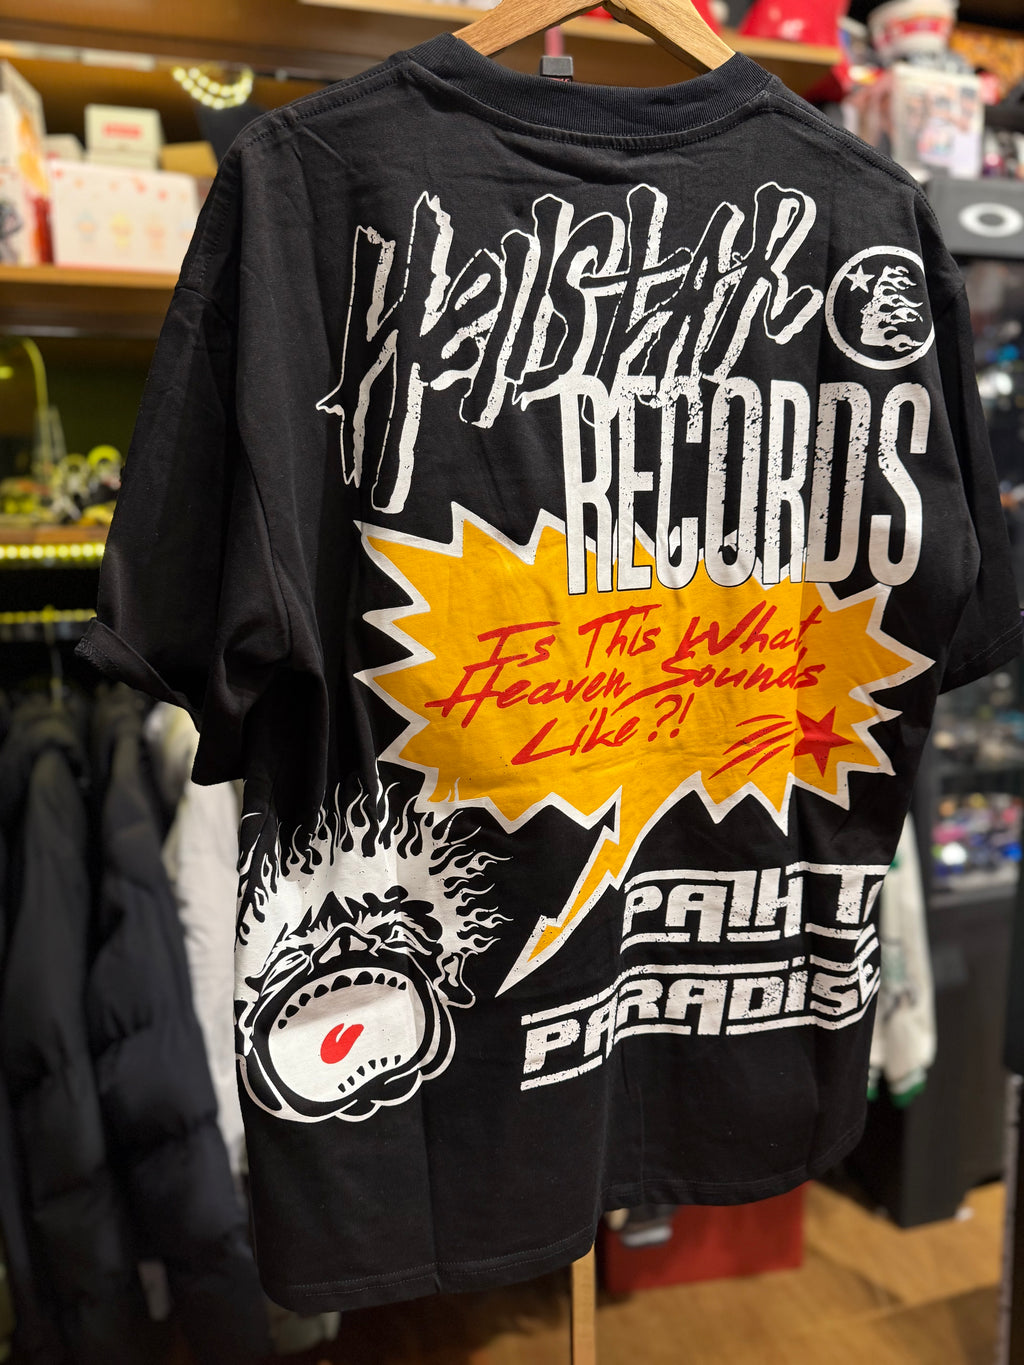 HellStar
RECORDS
Is This What
Heaven Sounds
Like?!
PATH TO
PARADISE